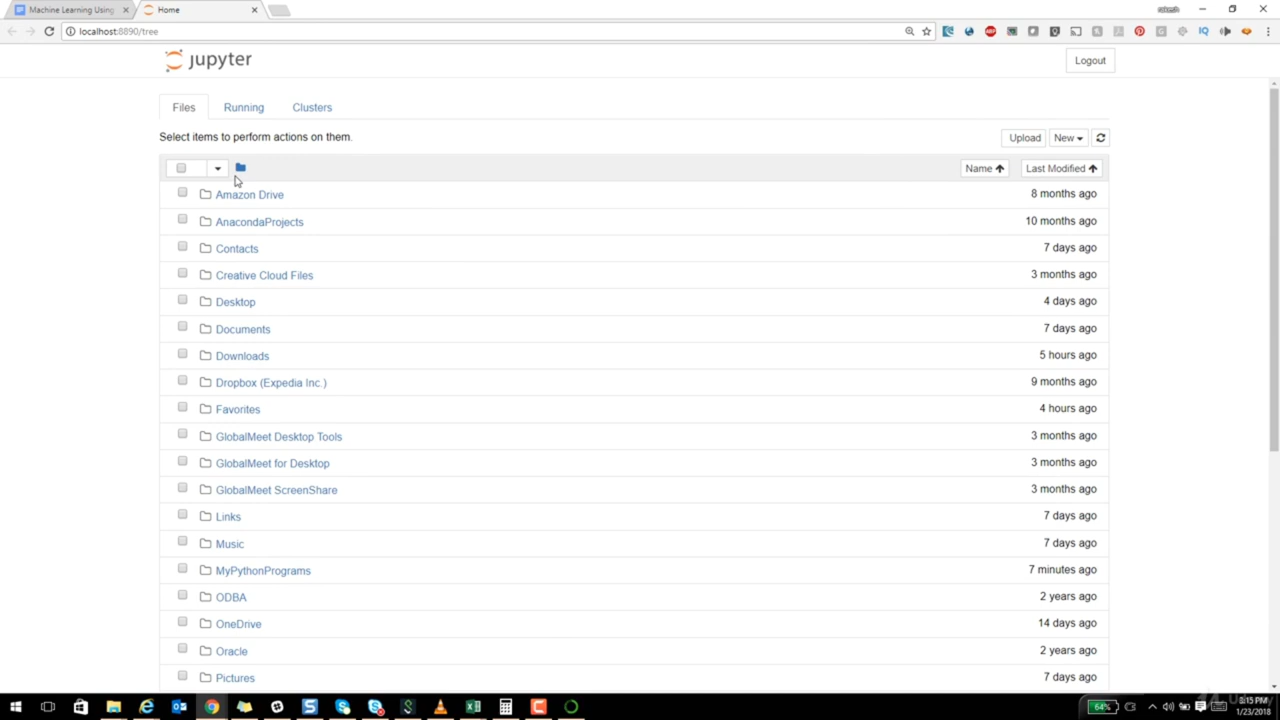 Machine Learning Using
Home
rakesh
localhost:8890/tree
jupyter
Logout
Files
Running
Clusters
Select items to perform actions on them.
Upload
New
Name
Last Modified
Amazon Drive 8 months ago
AnacondaProjects 10 months ago
Contacts 7 days ago
Creative Cloud Files 3 months ago
Desktop 4 days ago
Documents 7 days ago
Downloads 5 hours ago
Dropbox (Expedia Inc.) 9 months ago
Favorites 4 hours ago
GlobalMeet Desktop Tools 3 months ago
GlobalMeet for Desktop 3 months ago
GlobalMeet ScreenShare 3 months ago
Links 7 days ago
Music 7 days ago
MyPythonPrograms 7 minutes ago
ODBA 2 years ago
OneDrive 14 days ago
Oracle 2 years ago
Pictures 7 days ago
64%
8:15 PM
1/23/2018